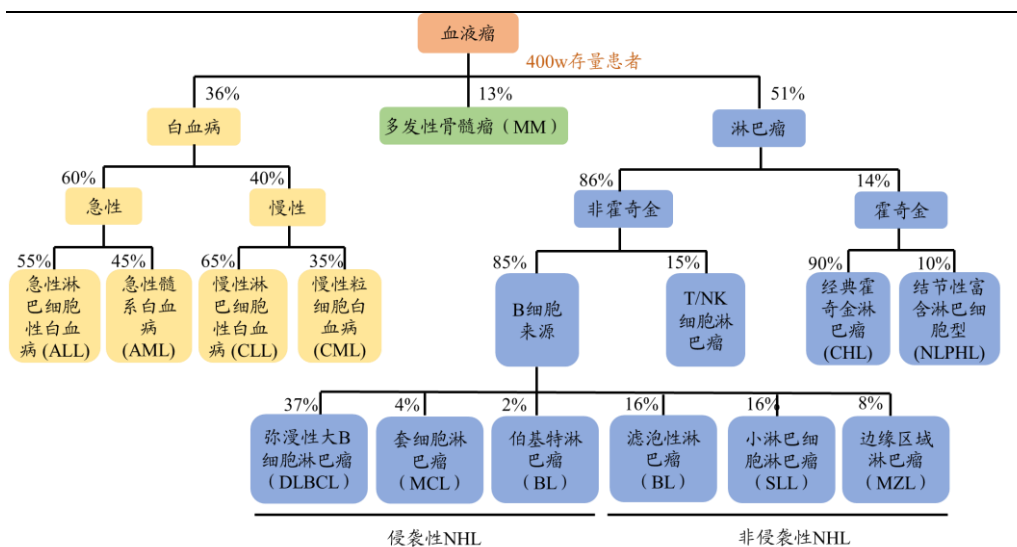 血液瘤
400w存量患者
36%
13%
51%
白血病
多发性骨髓瘤（MM）
淋巴瘤
60%
40%
86%
14%
急性
慢性
非霍奇金
霍奇金
55%
45%
65%
35%
85%
15%
90%
10%
急性淋
巴细胞
性白血
病(ALL)
急性髓
系白血
病
(AML)
慢性淋
巴细胞
性白血
病(CLL)
慢性粒
细胞白
血病
(CML)
B细胞
来源
T/NK
细胞淋
巴瘤
经典霍
奇金淋
巴瘤
(CHL)
结节性富
含淋巴细
胞型
(NLPHL)
37%
4%
2%
16%
16%
8%
弥漫性大B
细胞淋巴瘤
（DLBCL）
套细胞淋
巴瘤
（MCL）
伯基特淋
巴瘤
（BL）
滤泡性淋
巴瘤
（BL）
小淋巴细
胞淋巴瘤
（SLL）
边缘区域
淋巴瘤
（MZL）
侵袭性NHL
非侵袭性NHL